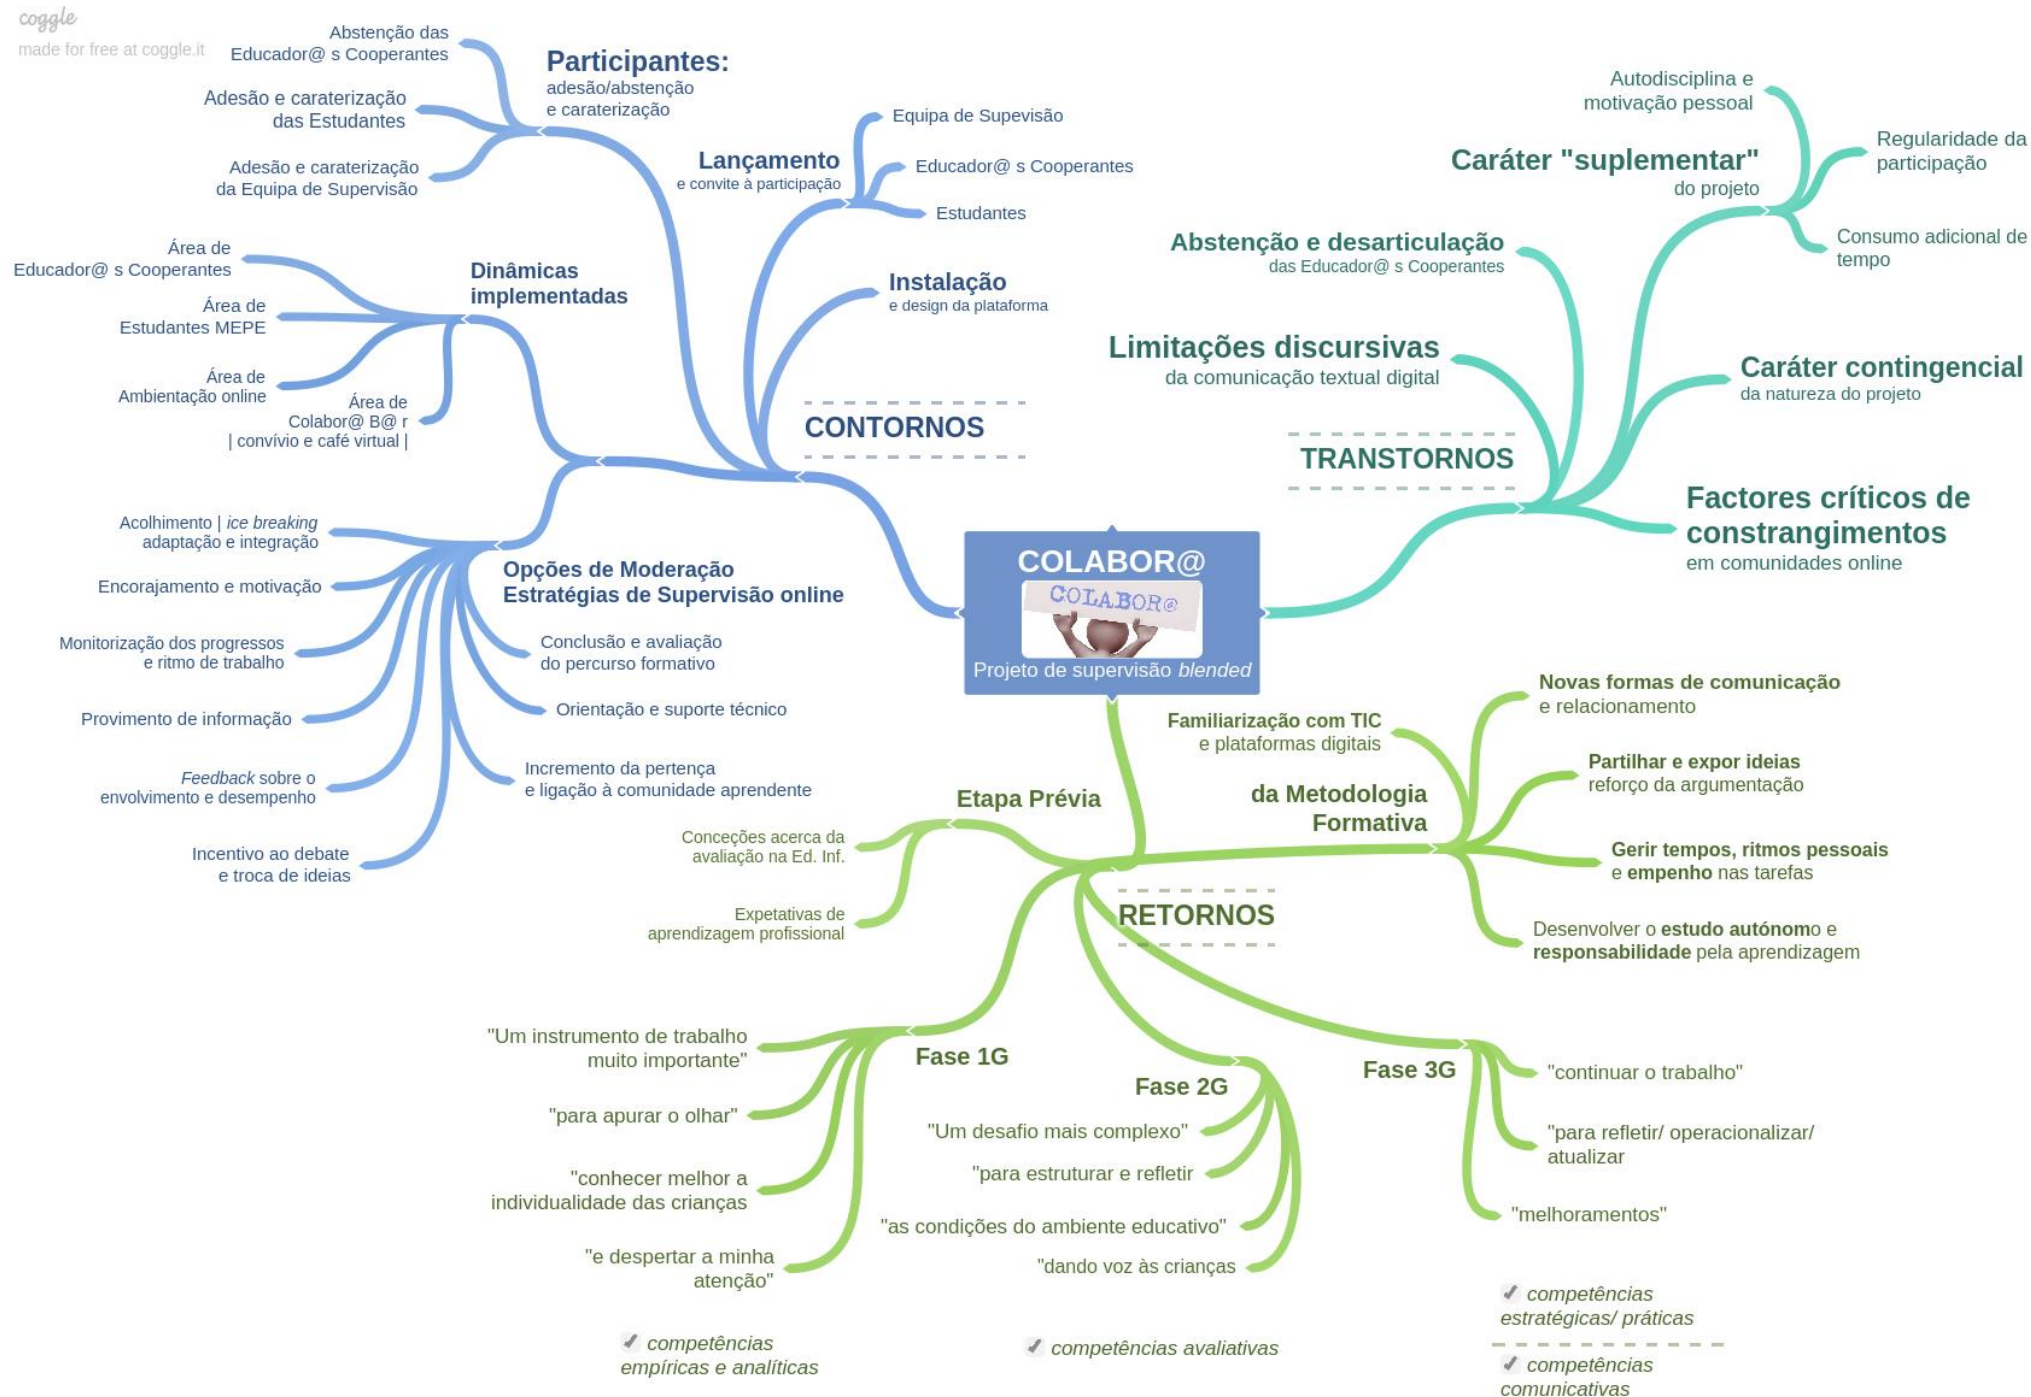 coggle
made for free at coggle.it
Abstenção das
Educador@ s Cooperantes
Adesão e caraterização
das Estudantes
Adesão e caraterização
da Equipa de Supervisão
Participantes:
adesão/abstenção
e caraterização
Lançamento
e convite à participação
Equipa de Supevisão
Educador@ s Cooperantes
Estudantes
Instalação
e design da plataforma
Área de
Educador@ s Cooperantes
Área de
Estudantes MEPE
Área de
Ambientação online
Área de
Colabor@ B@ r
| convívio e café virtual |
Dinâmicas
implementadas
CONTORNOS
Acolhimento | ice breaking
adaptação e integração
Encorajamento e motivação
Monitorização dos progressos
e ritmo de trabalho
Provimento de informação
Feedback sobre o
envolvimento e desempenho
Incentivo ao debate
e troca de ideias
Opções de Moderação
Estratégias de Supervisão online
Conclusão e avaliação
do percurso formativo
Orientação e suporte técnico
Incremento da pertença
e ligação à comunidade aprendente
Autodisciplina e
motivação pessoal
Caráter "suplementar"
do projeto
Regularidade da
participação
Consumo adicional de
tempo
Abstenção e desarticulação
das Educador@ s Cooperantes
Limitações discursivas
da comunicação textual digital
Caráter contingencial
da natureza do projeto
TRANSTORNOS
Factores críticos de
constrangimentos
em comunidades online
COLABOR@
COLABOR@
Projeto de supervisão blended
Familiarização com TIC
e plataformas digitais
Novas formas de comunicação
e relacionamento
Partilhar e expor ideias
reforço da argumentação
da Metodologia
Formativa
Gerir tempos, ritmos pessoais
e empenho nas tarefas
Desenvolver o estudo autónomo e
responsabilidade pela aprendizagem
Etapa Prévia
Conceções acerca da
avaliação na Ed. Inf.
Expetativas de
aprendizagem profissional
RETORNOS
"Um instrumento de trabalho
muito importante"
"para apurar o olhar"
"conhecer melhor a
individualidade das crianças
"e despertar a minha
atenção"
Fase 1G
competências
empíricas e analíticas
Fase 2G
"Um desafio mais complexo"
"para estruturar e refletir
"as condições do ambiente educativo"
"dando voz às crianças
competências avaliativas
Fase 3G
"continuar o trabalho"
"para refletir/ operacionalizar/
atualizar
"melhoramentos"
competências
estratégicas/ práticas
competências
comunicativas